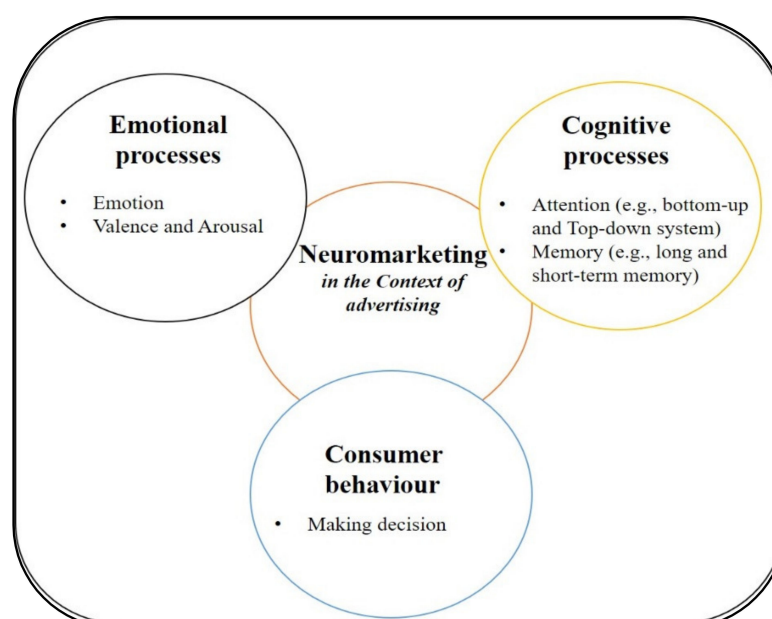 Emotional
processes
• Emotion
• Valence and Arousal
Cognitive
processes
• Attention (e.g., bottom-up
and Top-down system)
• Memory (e.g., long and
short-term memory)
Neuromarketing
in the Context of
advertising
Consumer
behaviour
• Making decision